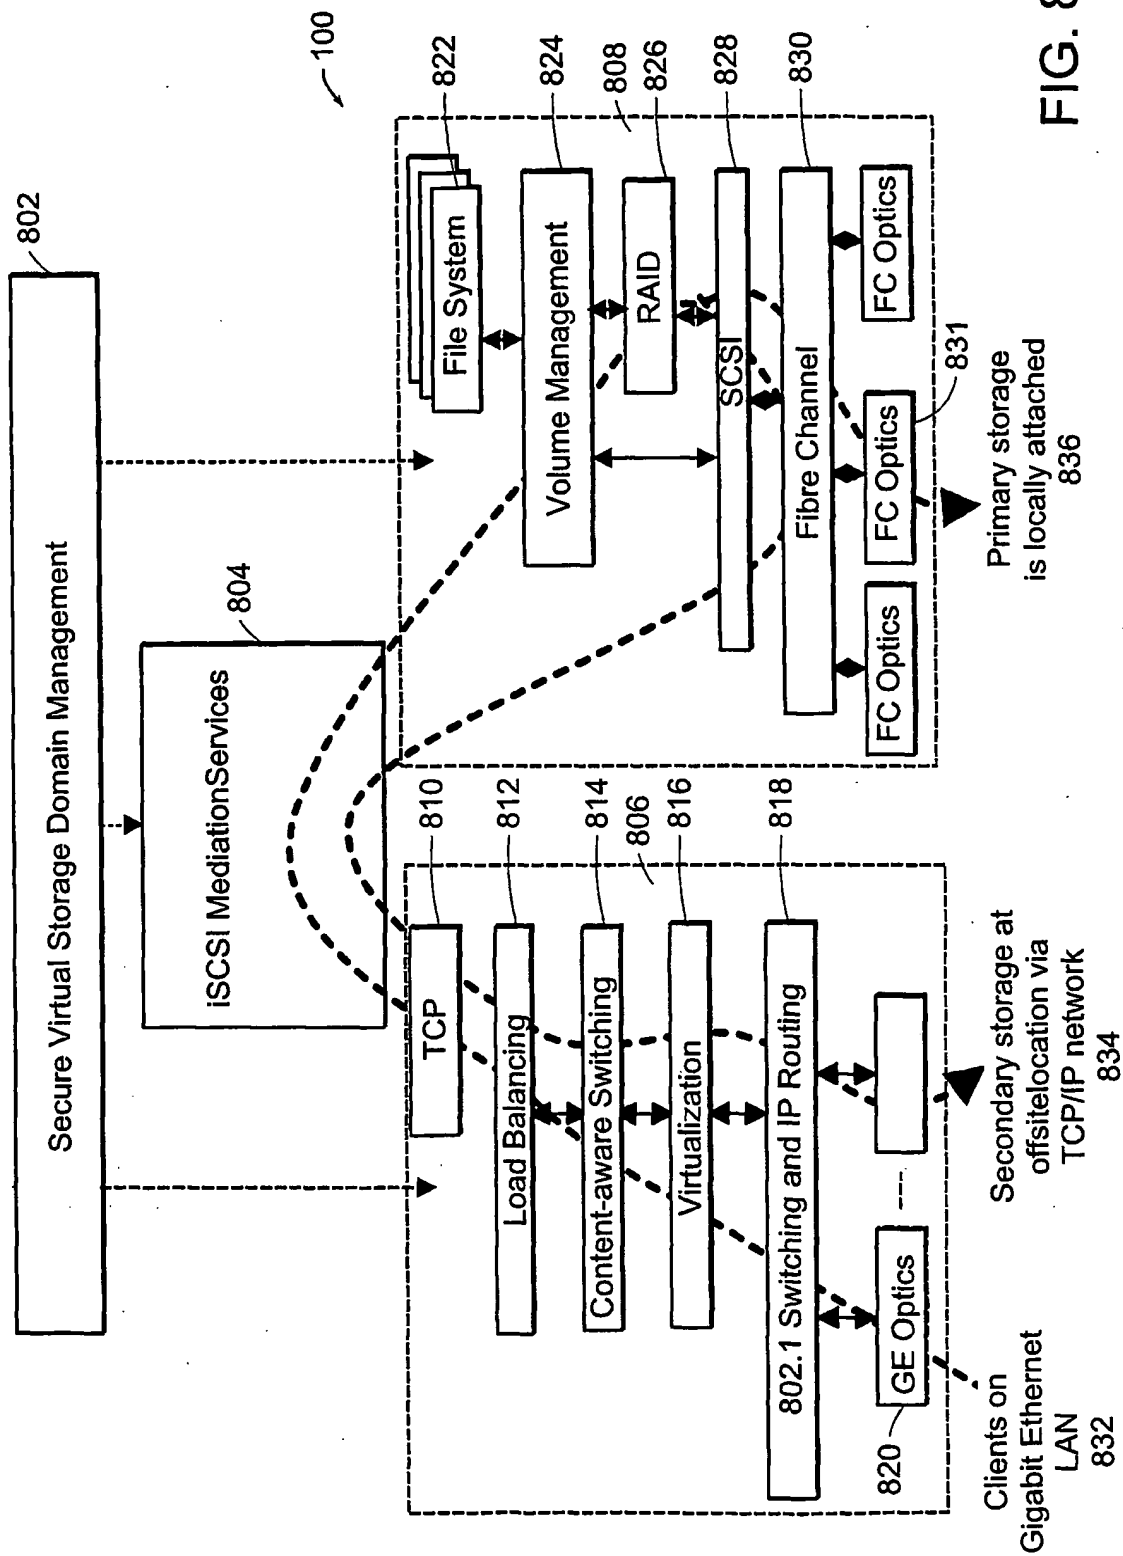 802
Secure Virtual Storage Domain Management
100
804
iSCSI MediationServices
810
TCP
812
Load Balancing
814
Content-aware Switching
806
816
Virtualization
818
802.1 Switching and IP Routing
820
GE Optics
Clients on
Gigabit Ethernet
LAN
832
Secondary storage at
offsitelocation via
TCP/IP network
834
822
File System
824
Volume Management
808
826
RAID
828
SCSI
830
Fibre Channel
FC Optics
FC Optics
FC Optics
831
Primary storage
is locally attached
836
FIG. 8